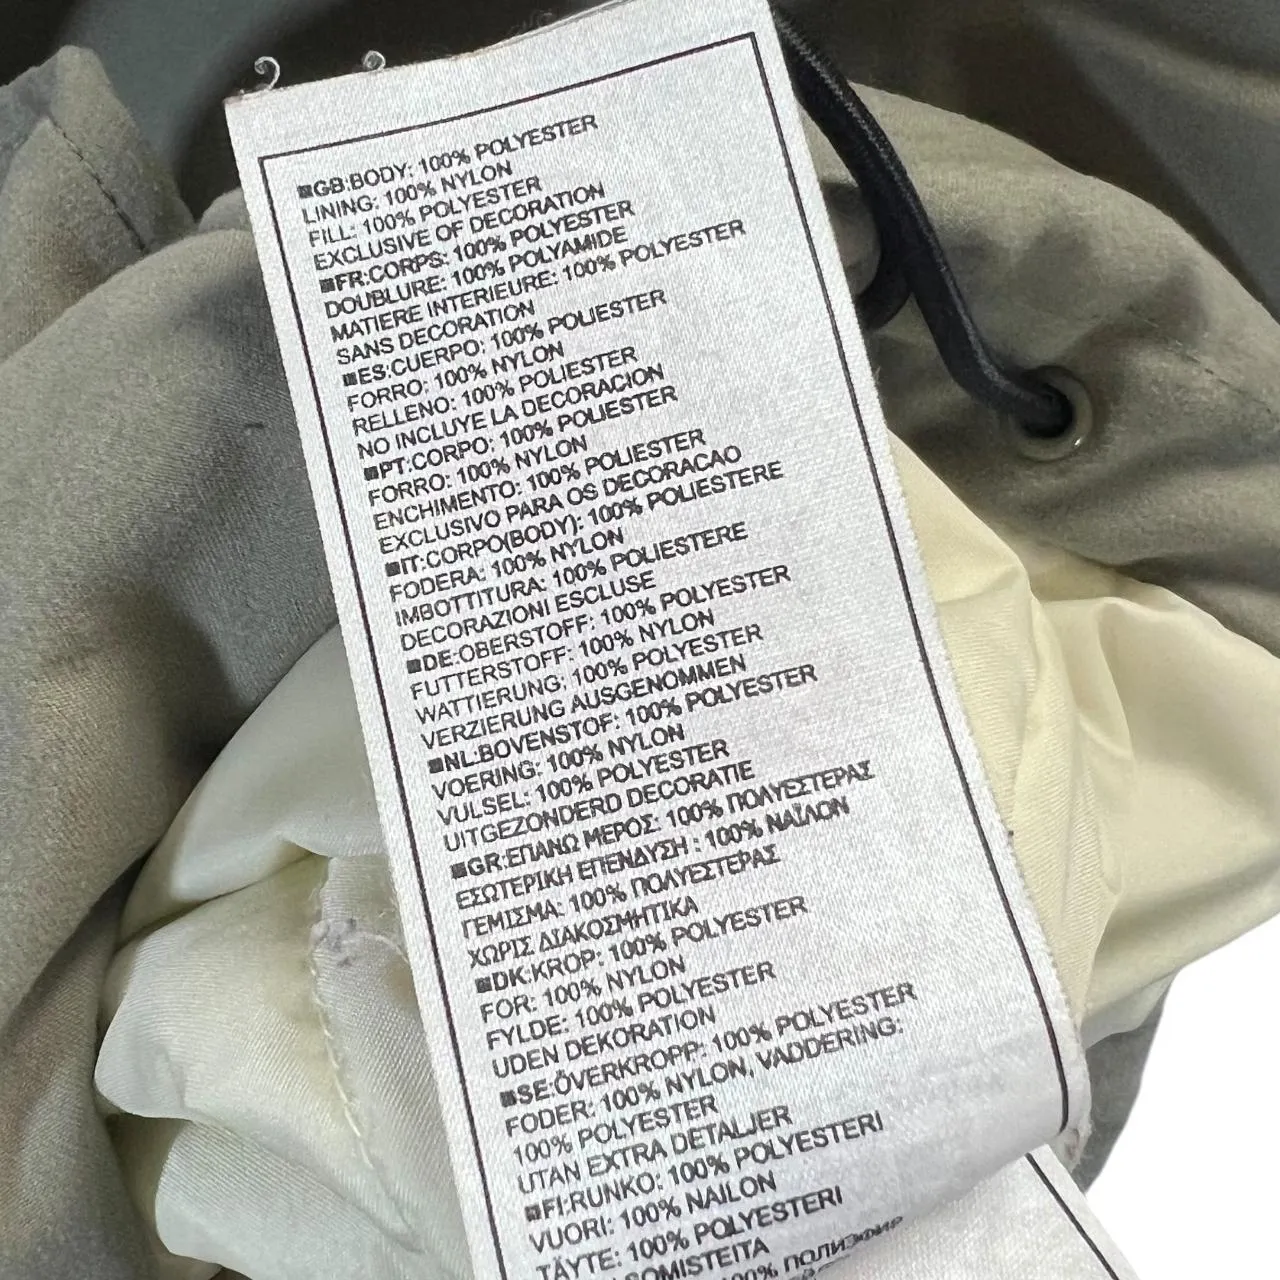 ■GB:BODY: 100% POLYESTER
LINING: 100% NYLON
FILL: 100% POLYESTER
EXCLUSIVE OF DECORATION
■FR:CORPS: 100% POLYESTER
DOUBLURE: 100% POLYAMIDE
MATIERE INTERIEURE: 100% POLYESTER
SANS DECORATION
■ES:CUERPO: 100% POLIESTER
FORRO: 100% NYLON
RELLENO: 100% POLIESTER
NO INCLUYE LA DECORACION
■PT:CORPO: 100% POLIESTER
FORRO: 100% NYLON
ENCHIMENTO: 100% POLIESTER
EXCLUSIVO PARA OS DECORACAO
■IT:CORPO(BODY): 100% POLIESTERE
FODERA: 100% NYLON
IMBOTTITURA: 100% POLIESTERE
DECORAZIONI ESCLUSE
■DE:OBERSTOFF: 100% POLYESTER
FUTTERSTOFF: 100% NYLON
WATTIERUNG: 100% POLYESTER
VERZIERUNG AUSGENOMMEN
■NL:BOVENSTOF: 100% POLYESTER
VOERING: 100% NYLON
VULSEL: 100% POLYESTER
UITGEZONDERD DECORATIE
■GR:ΕΠΑΝΩ ΜΕΡΟΣ: 100% ΠΟΛΥΕΣΤΕΡΑΣ
ΕΣΩΤΕΡΙΚΗ ΕΠΕΝΔΥΣΗ : 100% ΝΑΪΛΟΝ
ΓΕΜΙΣΜΑ: 100% ΠΟΛΥΕΣΤΕΡΑΣ
ΧΩΡΙΣ ΔΙΑΚΟΣΜΗΤΙΚΑ
■DK:KROP: 100% POLYESTER
FOR: 100% NYLON
FYLDE: 100% POLYESTER
UDEN DEKORATION
■SE:ÖVERKROPP: 100% POLYESTER
FODER: 100% NYLON, VADDERING:
100% POLYESTER
UTAN EXTRA DETALJER
■FI:RUNKO: 100% POLYESTERI
VUORI: 100% NAILON
TÄYTE: 100% POLYESTERI
100% ПОЛИЭФИР